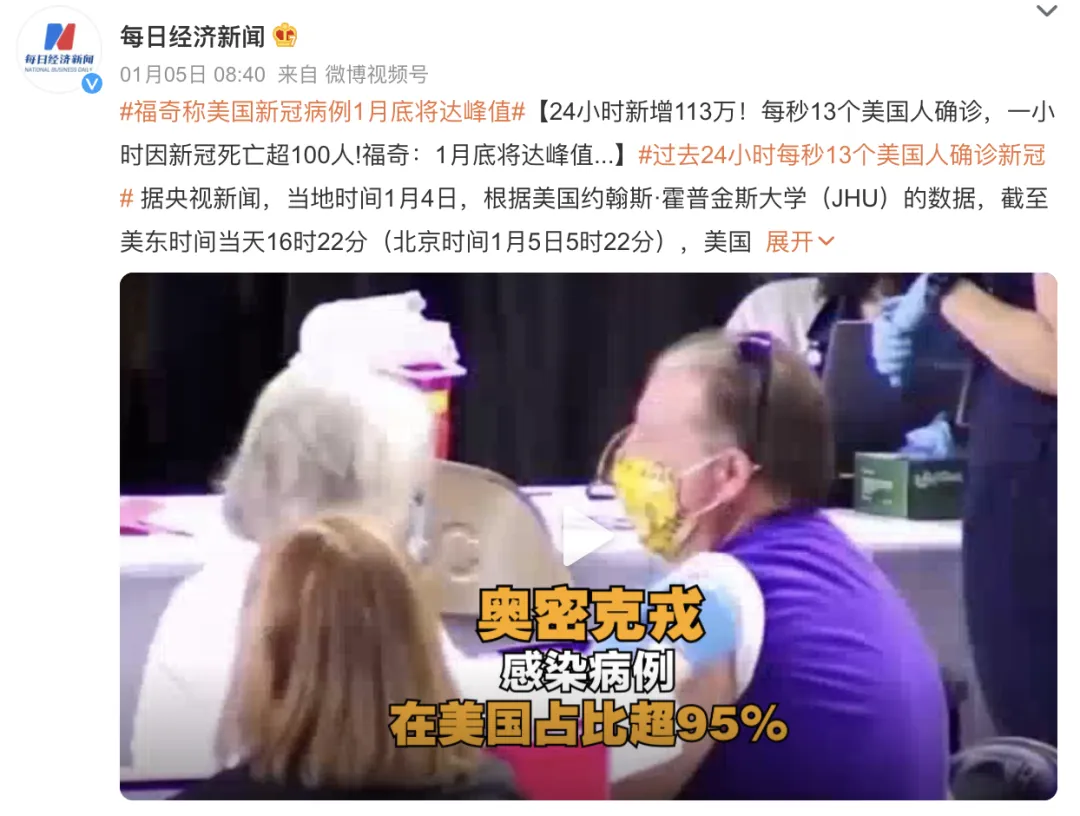 每日经济新闻
每日经济新闻
NATIONAL BUSINESS DAILY
01月05日 08:40 来自 微博视频号
#福奇称美国新冠病例1月底将达峰值#【24小时新增113万！每秒13个美国人确诊，一小
时因新冠死亡超100人!福奇：1月底将达峰值...】#过去24小时每秒13个美国人确诊新冠
# 据央视新闻，当地时间1月4日，根据美国约翰斯·霍普金斯大学（JHU）的数据，截至
美东时间当天16时22分（北京时间1月5日5时22分），美国 展开
奥密克戎
感染病例
在美国占比超95%